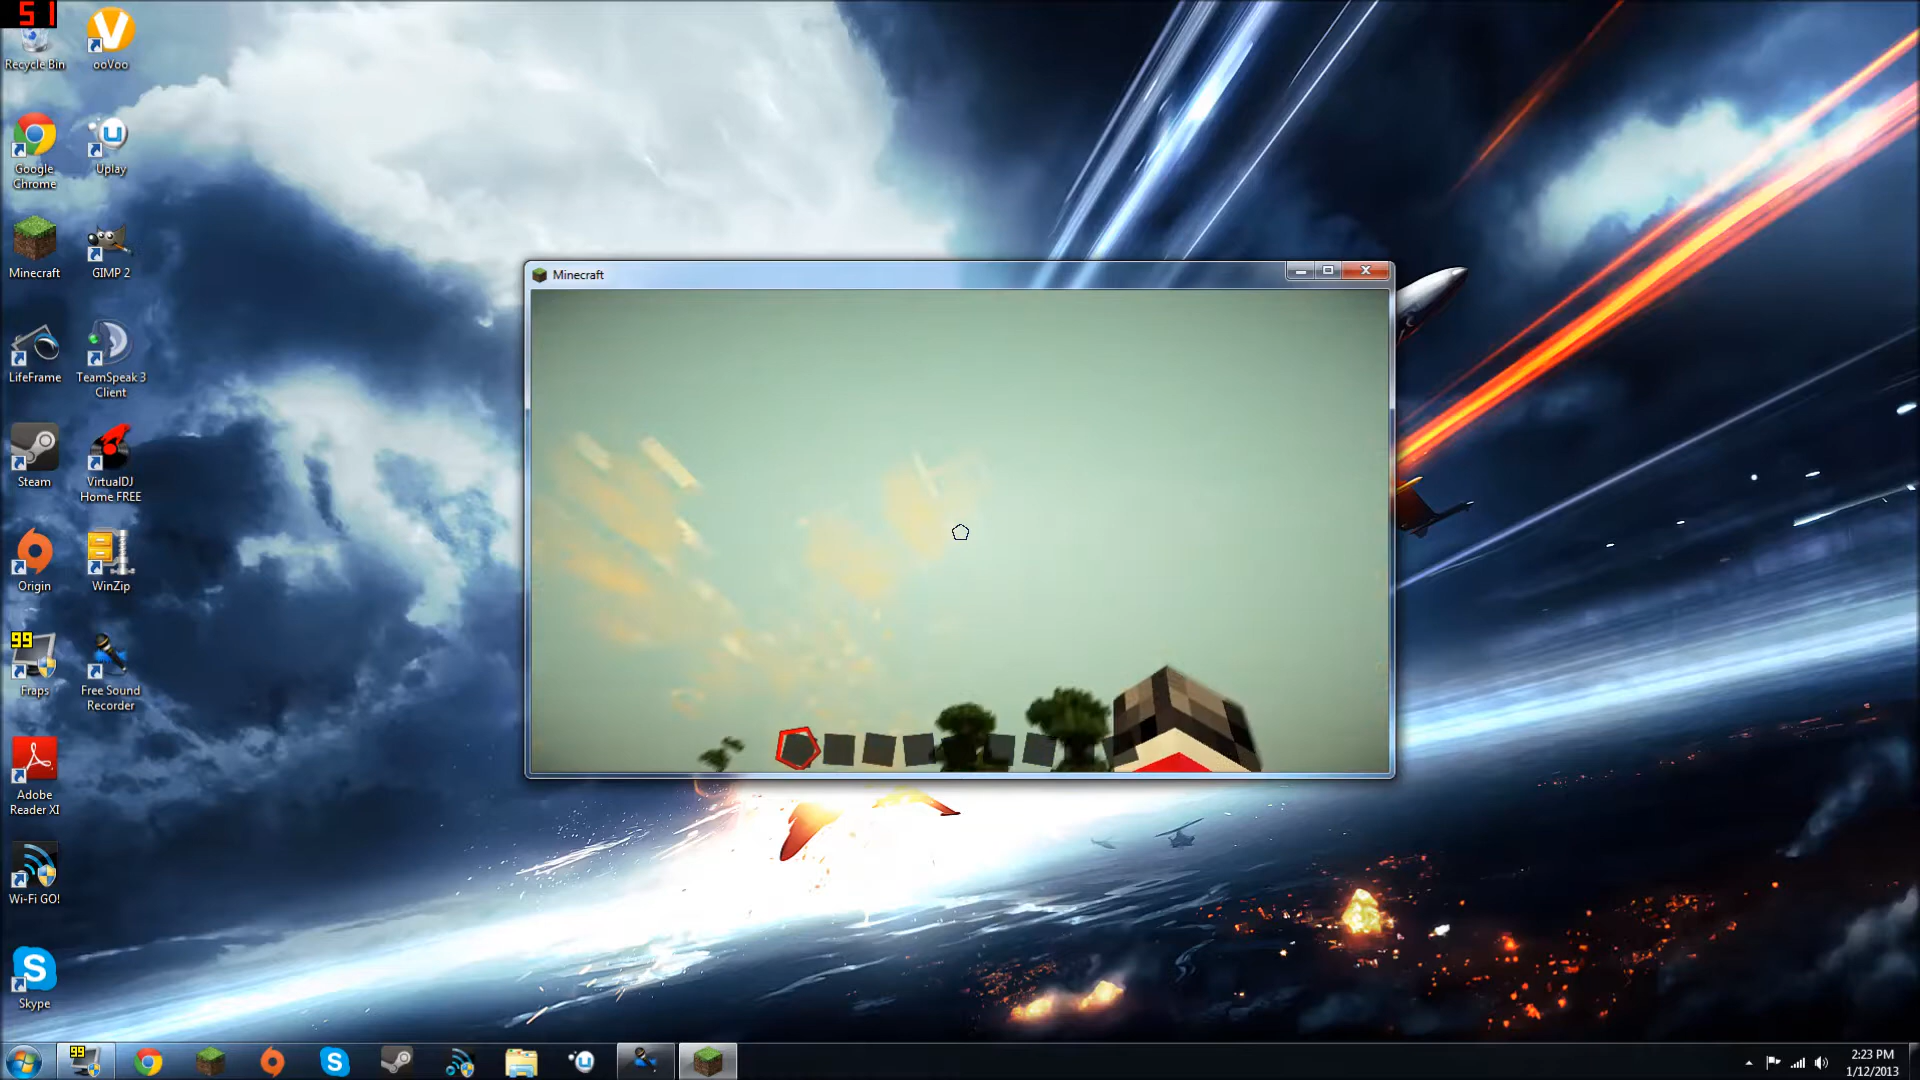 51
Recycle Bin
ooVoo
Google
Chrome
Uplay
Minecraft
GIMP 2
LifeFrame
TeamSpeak 3
Client
Steam
VirtualDJ
Home FREE
Origin
WinZip
99
Fraps
Free Sound
Recorder
Adobe
Reader XI
Wi-Fi GO!
Skype
Minecraft
99
2:23 PM
1/12/2013